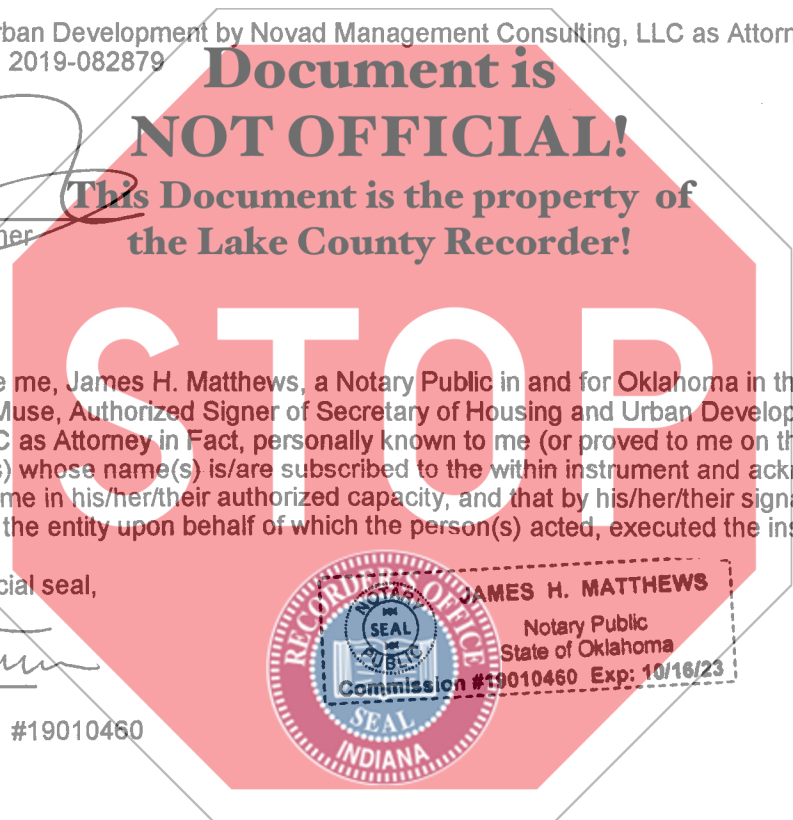 rban Development by Novad Management Consulting, LLC as Attorn
2019-082879
Document is
NOT OFFICIAL!
This Document is the property of
the Lake County Recorder!
ner
STOP
e me, James H. Matthews, a Notary Public in and for Oklahoma in th
Muse, Authorized Signer of Secretary of Housing and Urban Develop
C as Attorney in Fact, personally known to me (or proved to me on th
s) whose name(s) is/are subscribed to the within instrument and ack
me in his/her/their authorized capacity, and that by his/her/their signa
the entity upon behalf of which the person(s) acted, executed the ins
cial seal,
RECORDER'S OFFICE
SEAL
INDIANA
NOTARY
SEAL
PUBLIC
JAMES H. MATTHEWS
Notary Public
State of Oklahoma
Commission #19010460 Exp: 10/16/23
#19010460